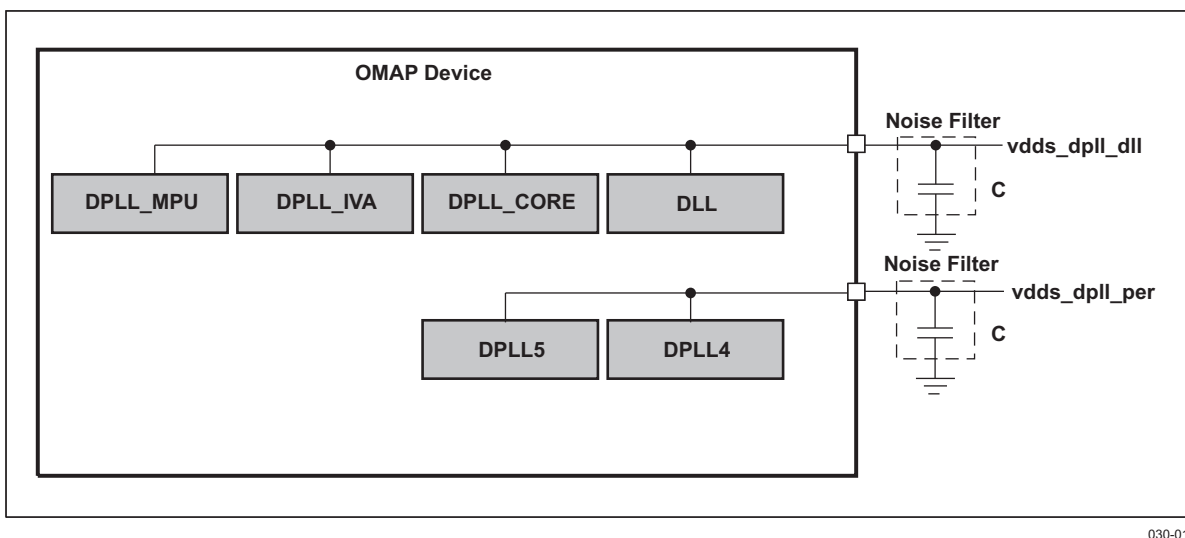 OMAP Device
Noise Filter
vdds_dpll_dll
C
DPLL_MPU
DPLL_IVA
DPLL_CORE
DLL
Noise Filter
vdds_dpll_per
C
DPLL5
DPLL4